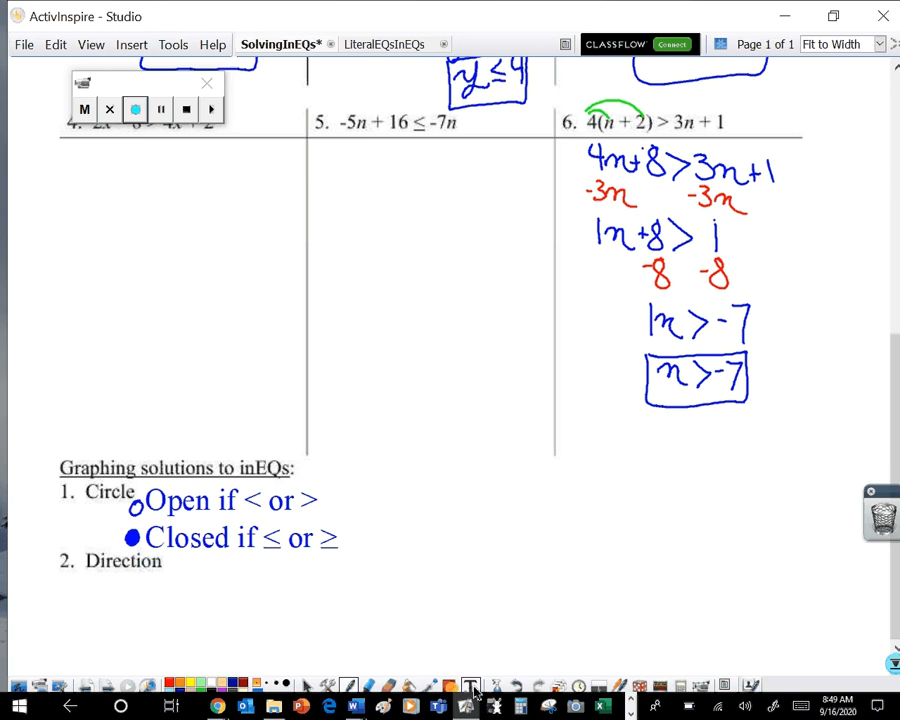 ActivInspire - Studio
File Edit View Insert Tools Help SolvingInEQs* LIteralEQsInEQs CLASSFLOW Connect Page 1 of 1 Fit to Width
y ≤ 4
M
5. -5n + 16 ≤ -7n
6. 4(n + 2) > 3n + 1
4n+8>3n+1
-3n -3n
1n+8> 1
-8 -8
1n > -7
n > -7
Graphing solutions to inEQs:
1. Circle
Open if < or >
Closed if ≤ or ≥
2. Direction
T
8:49 AM
9/16/2020